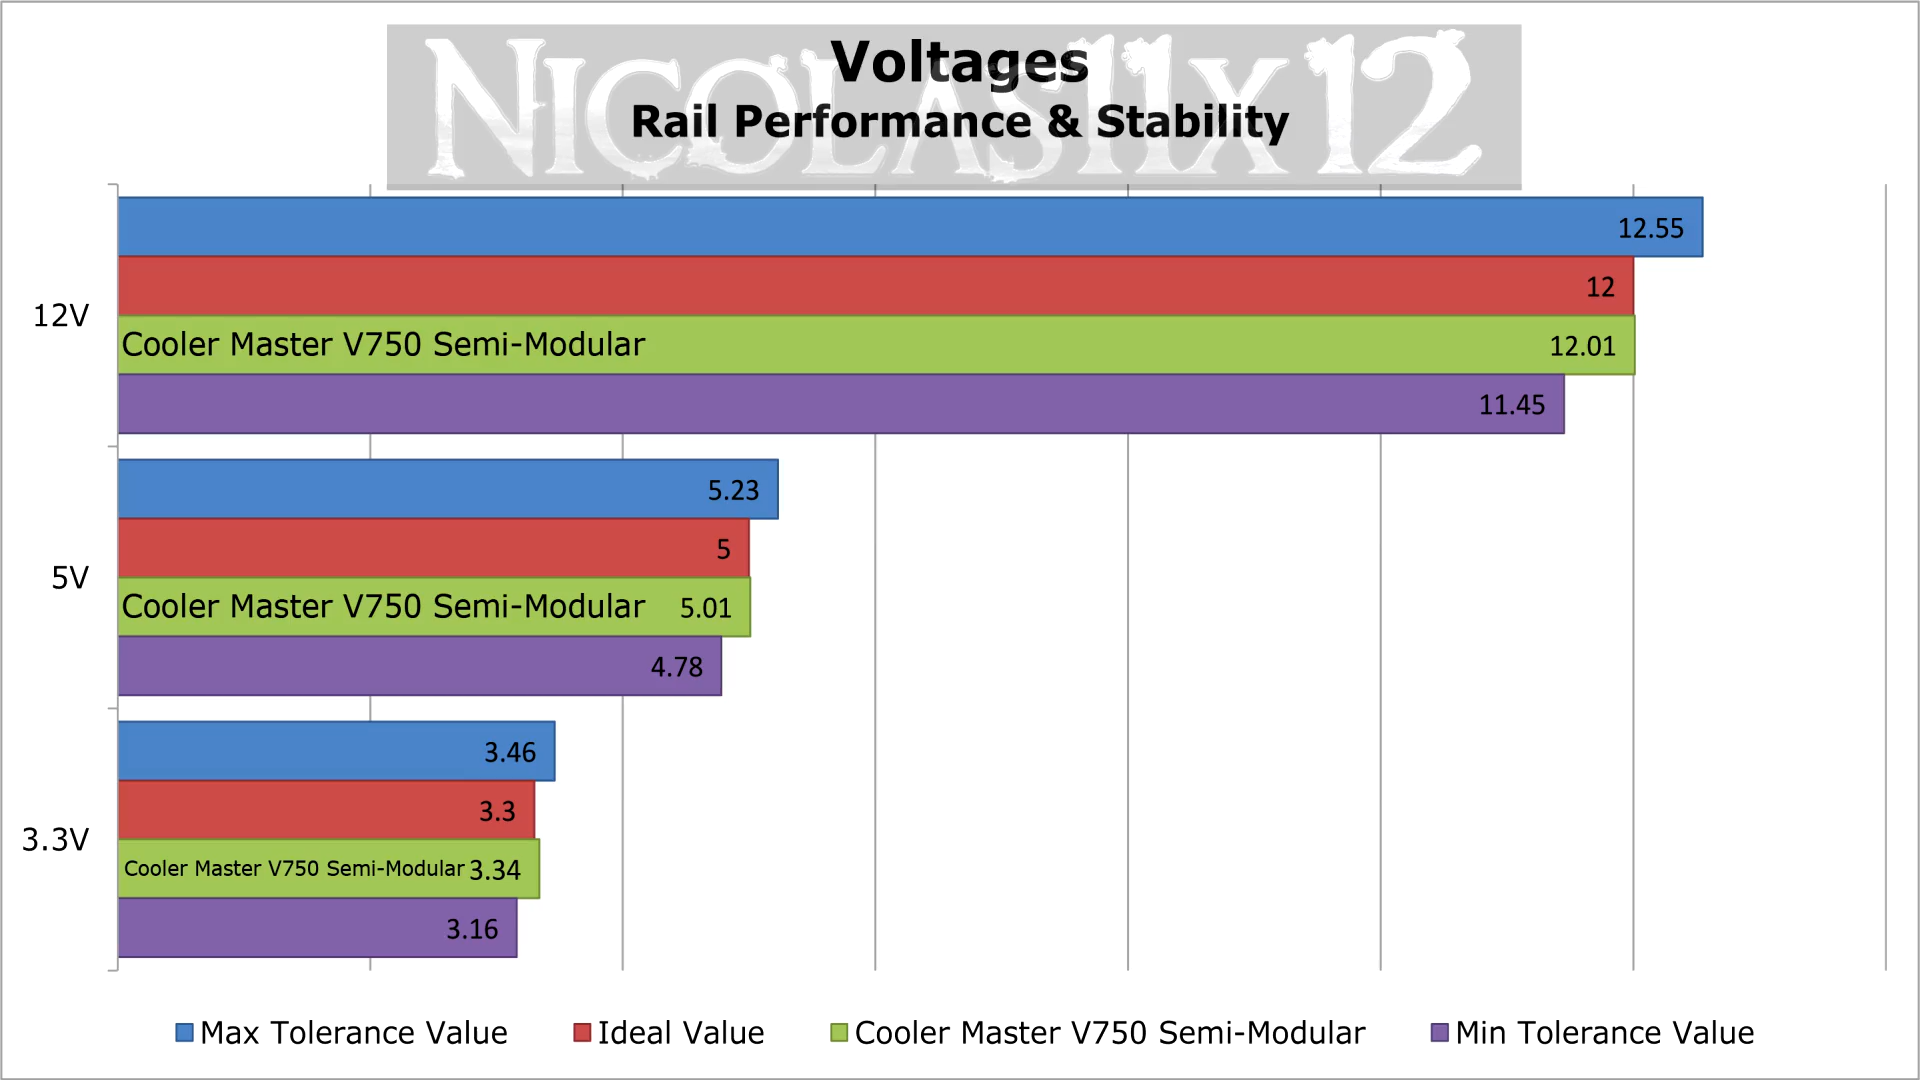 Nicolas11x12
Voltages
Rail Performance & Stability
12V
12.55
12
Cooler Master V750 Semi-Modular 12.01
11.45
5V
5.23
5
Cooler Master V750 Semi-Modular 5.01
4.78
3.3V
3.46
3.3
Cooler Master V750 Semi-Modular 3.34
3.16
Max Tolerance Value Ideal Value Cooler Master V750 Semi-Modular Min Tolerance Value